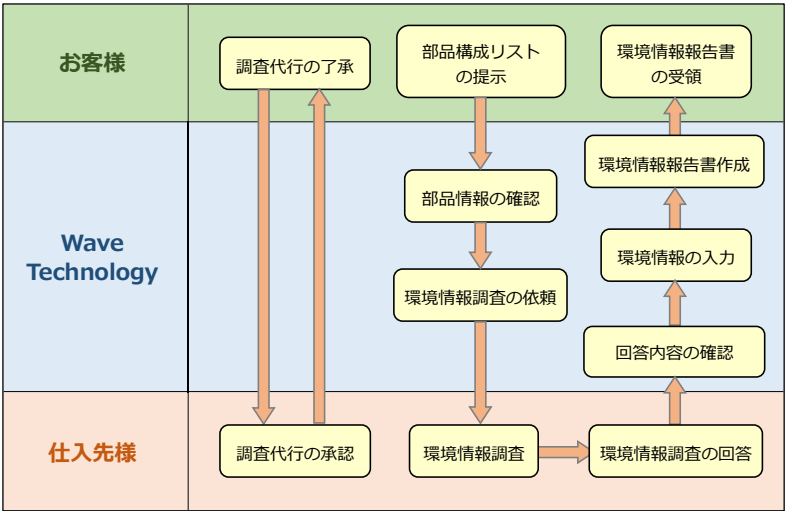 お客様
調査代行の了承
部品構成リスト
の提示
環境情報報告書
の受領
Wave
Technology
部品情報の確認
環境情報調査の依頼
環境情報報告書作成
環境情報の入力
回答内容の確認
仕入先様
調査代行の承認
環境情報調査
環境情報調査の回答